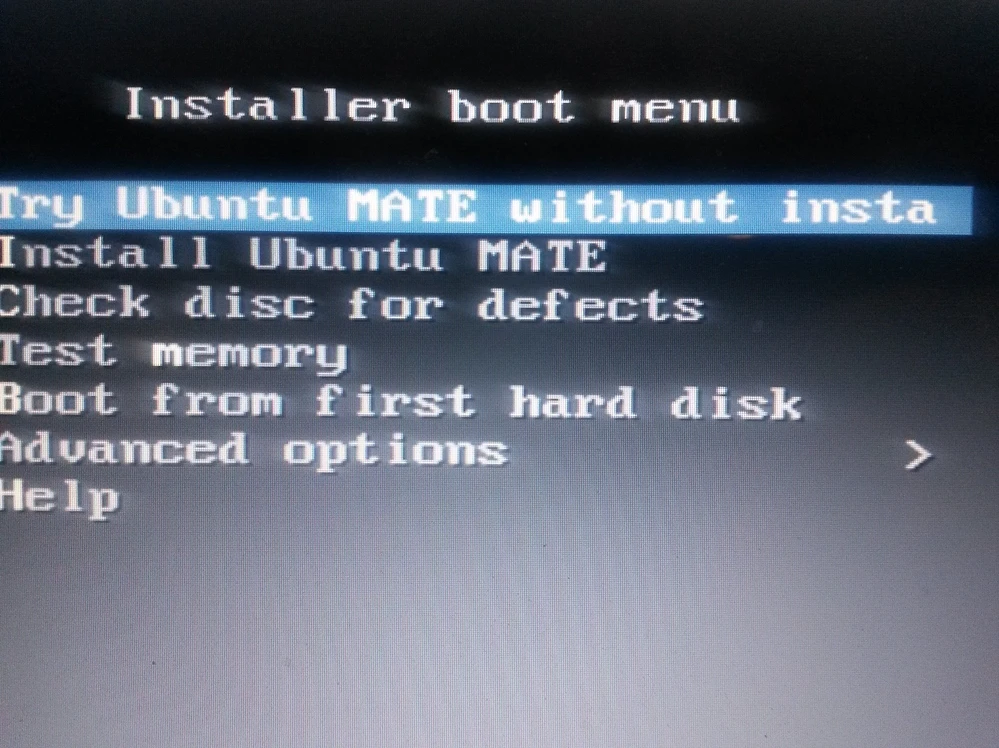 Installer boot menu
Try Ubuntu MATE without insta
Install Ubuntu MATE
Check disc for defects
Test memory
Boot from first hard disk
Advanced options >
Help